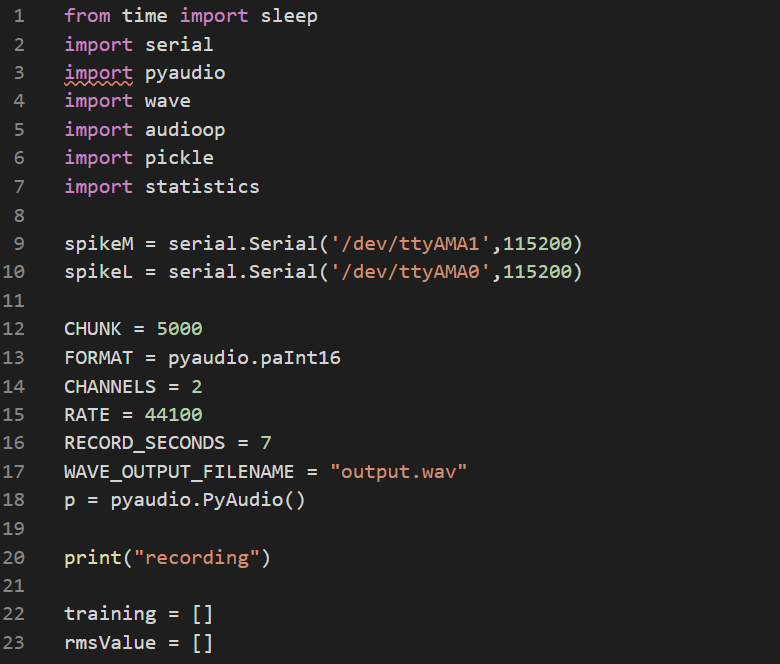 1 from time import sleep
2 import serial
3 import pyaudio
4 import wave
5 import audioop
6 import pickle
7 import statistics
8
9 spikeM = serial.Serial('/dev/ttyAMA1',115200)
10 spikeL = serial.Serial('/dev/ttyAMA0',115200)
11
12 CHUNK = 5000
13 FORMAT = pyaudio.paInt16
14 CHANNELS = 2
15 RATE = 44100
16 RECORD_SECONDS = 7
17 WAVE_OUTPUT_FILENAME = "output.wav"
18 p = pyaudio.PyAudio()
19
20 print("recording")
21
22 training = []
23 rmsValue = []